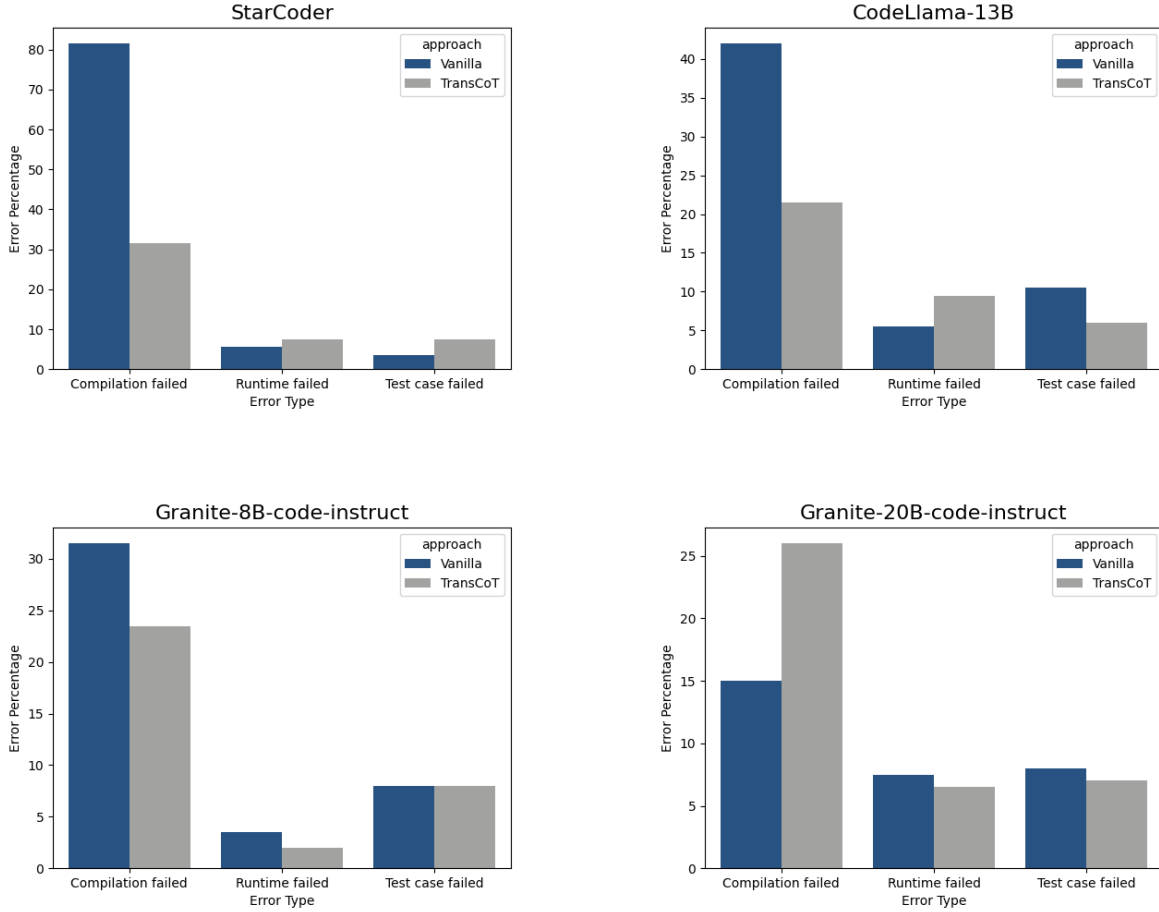 StarCoder
approach
Vanilla
TransCoT
80
70
60
50
40
30
20
10
0
Error Percentage
Compilation failed
Runtime failed
Test case failed
Error Type
CodeLlama-13B
approach
Vanilla
TransCoT
40
35
30
25
20
15
10
5
0
Error Percentage
Compilation failed
Runtime failed
Test case failed
Error Type
Granite-8B-code-instruct
approach
Vanilla
TransCoT
30
25
20
15
10
5
0
Error Percentage
Compilation failed
Runtime failed
Test case failed
Error Type
Granite-20B-code-instruct
approach
Vanilla
TransCoT
25
20
15
10
5
0
Error Percentage
Compilation failed
Runtime failed
Test case failed
Error Type